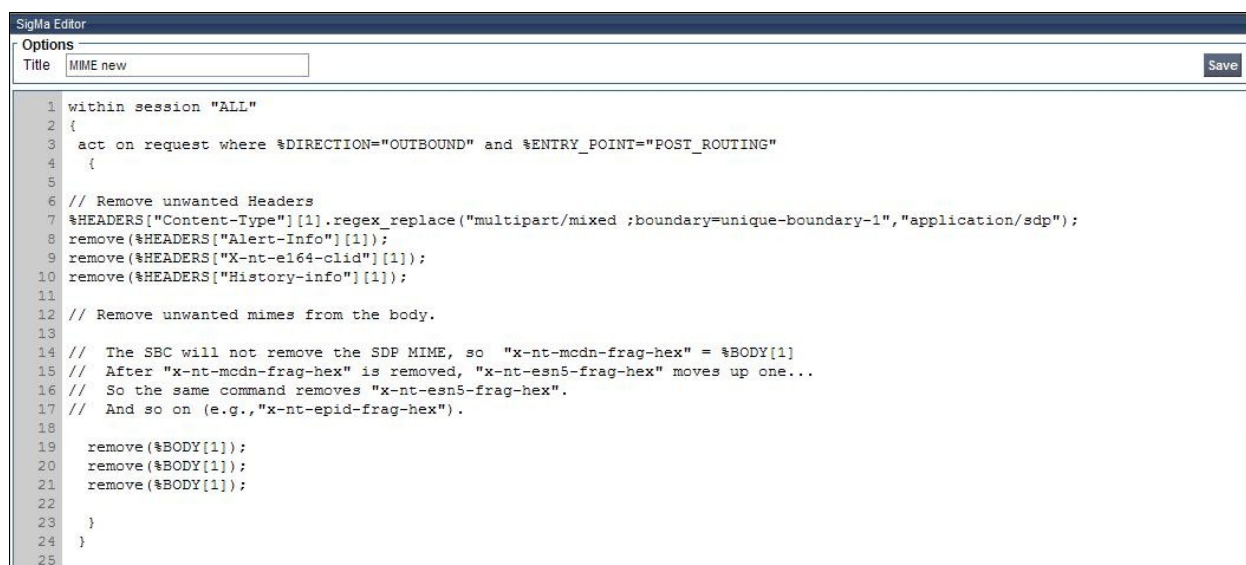 SigMa Editor
Options
Title MIME new Save
1 within session "ALL"
2 {
3 act on request where %DIRECTION="OUTBOUND" and %ENTRY_POINT="POST_ROUTING"
4 {
5
6 // Remove unwanted Headers
7 %HEADERS["Content-Type"][1].regex_replace("multipart/mixed ;boundary=unique-boundary-1","application/sdp");
8 remove(%HEADERS["Alert-Info"][1]);
9 remove(%HEADERS["X-nt-e164-clid"][1]);
10 remove(%HEADERS["History-info"][1]);
11
12 // Remove unwanted mimes from the body.
13
14 // The SBC will not remove the SDP MIME, so "x-nt-mcdn-frag-hex" = %BODY[1]
15 // After "x-nt-mcdn-frag-hex" is removed, "x-nt-esn5-frag-hex" moves up one...
16 // So the same command removes "x-nt-esn5-frag-hex".
17 // And so on (e.g.,"x-nt-epid-frag-hex").
18
19 remove(%BODY[1]);
20 remove(%BODY[1]);
21 remove(%BODY[1]);
22
23 }
24 }
25